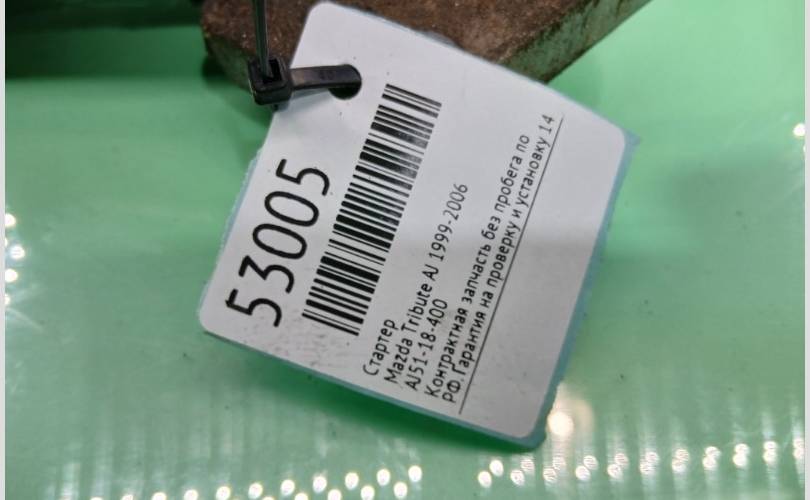 53005
Стартер
Mazda Tribute AJ 1999-2006
AJ51-18-400
Контрактная запчасть без пробега по
РФ. Гарантия на проверку и установку 14